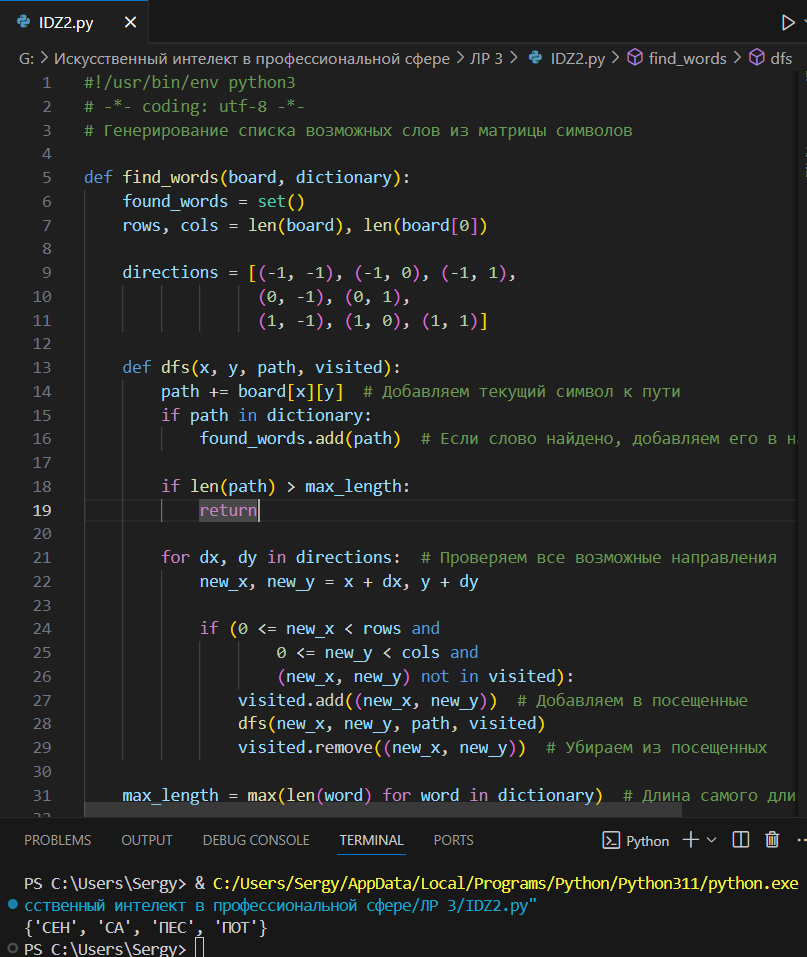 IDZ2.py
G: > Искусственный интелект в профессиональной сфере > ЛР 3 > IDZ2.py > find_words > dfs
1 #!/usr/bin/env python3
2 # -*- coding: utf-8 -*-
3 # Генерирование списка возможных слов из матрицы символов
4
5 def find_words(board, dictionary):
6 found_words = set()
7 rows, cols = len(board), len(board[0])
8
9 directions = [(-1, -1), (-1, 0), (-1, 1),
10 (0, -1), (0, 1),
11 (1, -1), (1, 0), (1, 1)]
12
13 def dfs(x, y, path, visited):
14 path += board[x][y] # Добавляем текущий символ к пути
15 if path in dictionary:
16 found_words.add(path) # Если слово найдено, добавляем его в н
17
18 if len(path) > max_length:
19 return
20
21 for dx, dy in directions: # Проверяем все возможные направления
22 new_x, new_y = x + dx, y + dy
23
24 if (0 <= new_x < rows and
25 0 <= new_y < cols and
26 (new_x, new_y) not in visited):
27 visited.add((new_x, new_y)) # Добавляем в посещенные
28 dfs(new_x, new_y, path, visited)
29 visited.remove((new_x, new_y)) # Убираем из посещенных
30
31 max_length = max(len(word) for word in dictionary) # Длина самого дли
PROBLEMS OUTPUT DEBUG CONSOLE TERMINAL PORTS Python
PS C:\Users\Sergy> & C:/Users/Sergy/AppData/Local/Programs/Python/Python311/python.exe
сственный интелект в профессиональной сфере/ЛР 3/IDZ2.py"
{'СЕН', 'СА', 'ПЕС', 'ПОТ'}
PS C:\Users\Sergy>